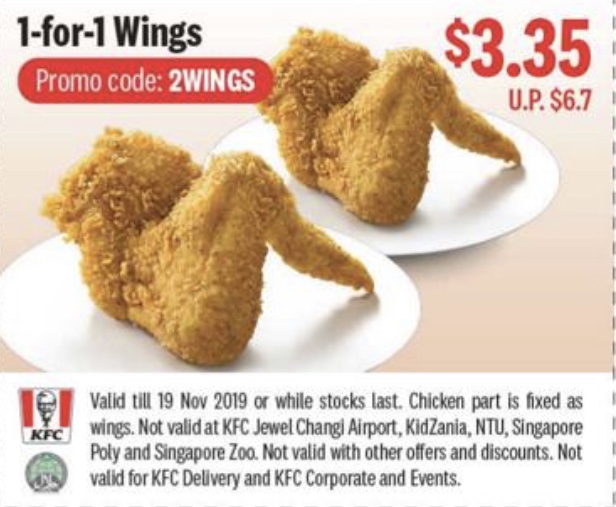 1-for-1 Wings
Promo code: 2WINGS
$3.35
U.P. $6.7
Valid till 19 Nov 2019 or while stocks last. Chicken part is fixed as
wings. Not valid at KFC Jewel Changi Airport, KidZania, NTU, Singapore
Poly and Singapore Zoo. Not valid with other offers and discounts. Not
valid for KFC Delivery and KFC Corporate and Events.
KFC